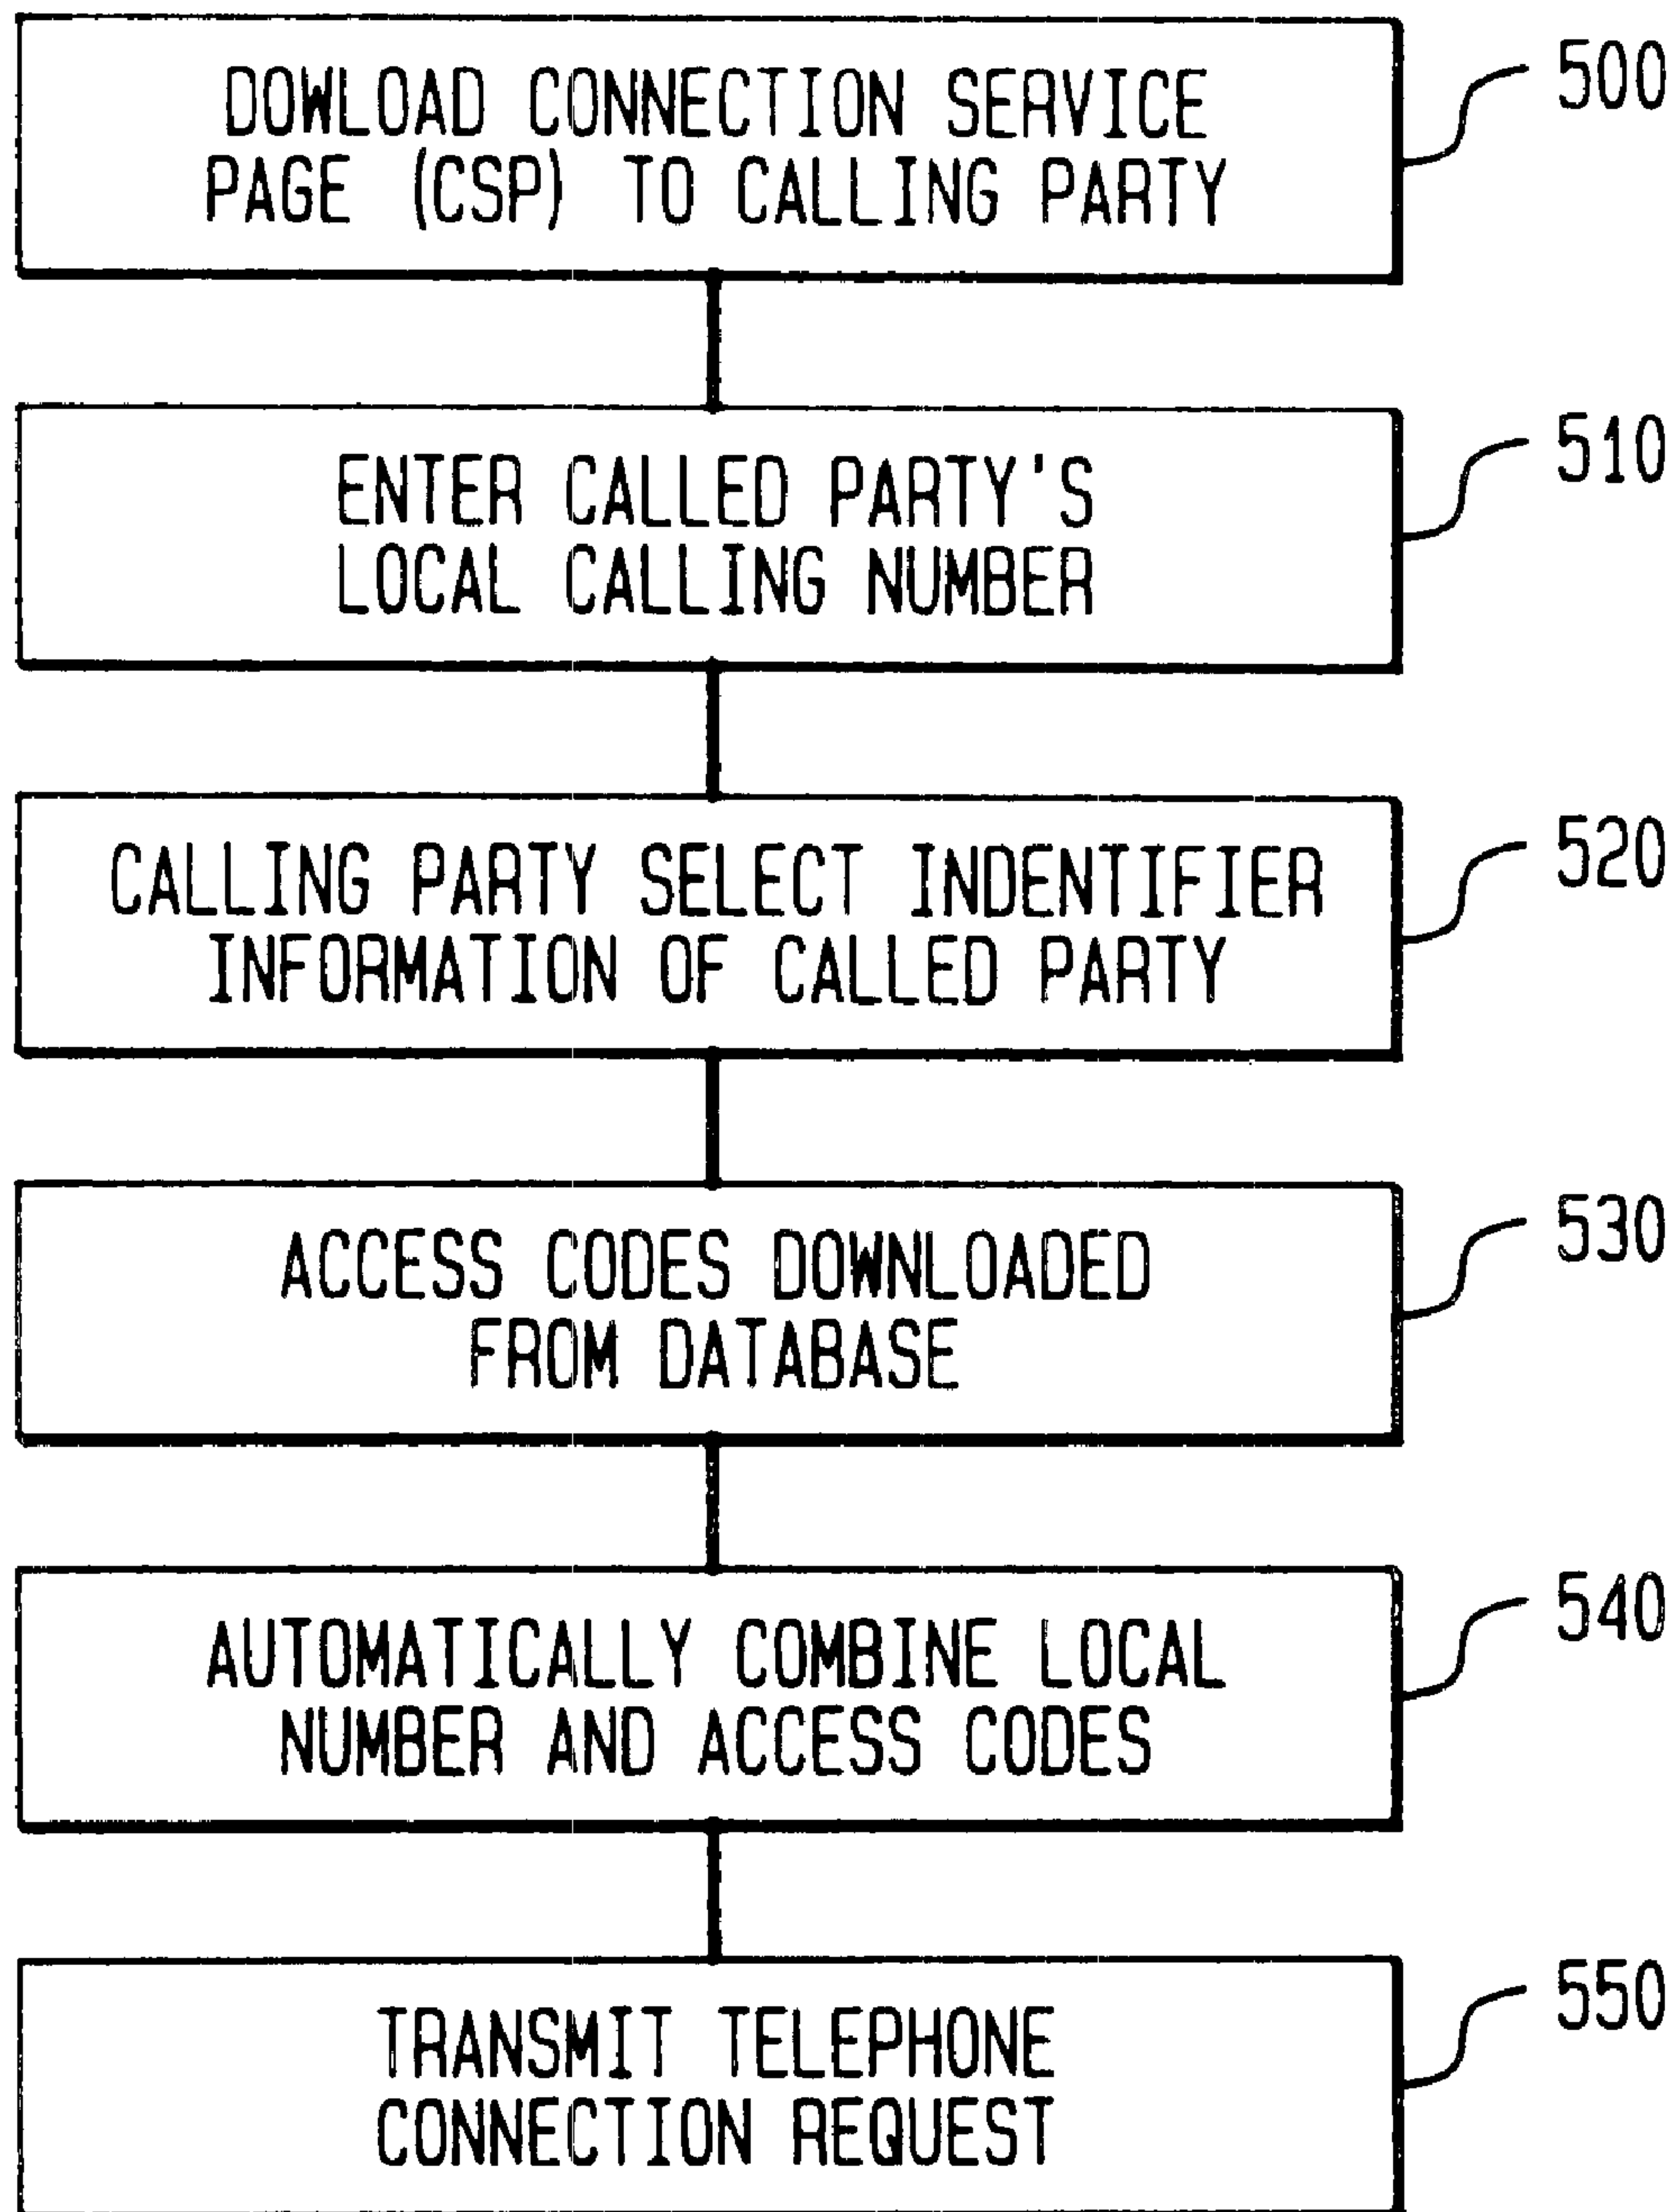 DOWLOAD CONNECTION SERVICE
PAGE (CSP) TO CALLING PARTY
500
ENTER CALLED PARTY'S
LOCAL CALLING NUMBER
510
CALLING PARTY SELECT INDENTIFIER
INFORMATION OF CALLED PARTY
520
ACCESS CODES DOWNLOADED
FROM DATABASE
530
AUTOMATICALLY COMBINE LOCAL
NUMBER AND ACCESS CODES
540
TRANSMIT TELEPHONE
CONNECTION REQUEST
550